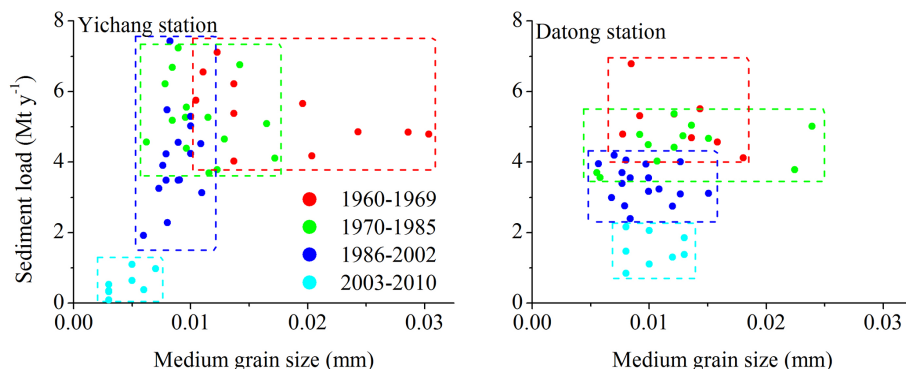 Yichang station
Datong station
Sediment load (Mt y-1)
8
6
4
2
0
1960-1969
1970-1985
1986-2002
2003-2010
0.00 0.01 0.02 0.03
Medium grain size (mm)
8
6
4
2
0
0.00 0.01 0.02 0.03
Medium grain size (mm)